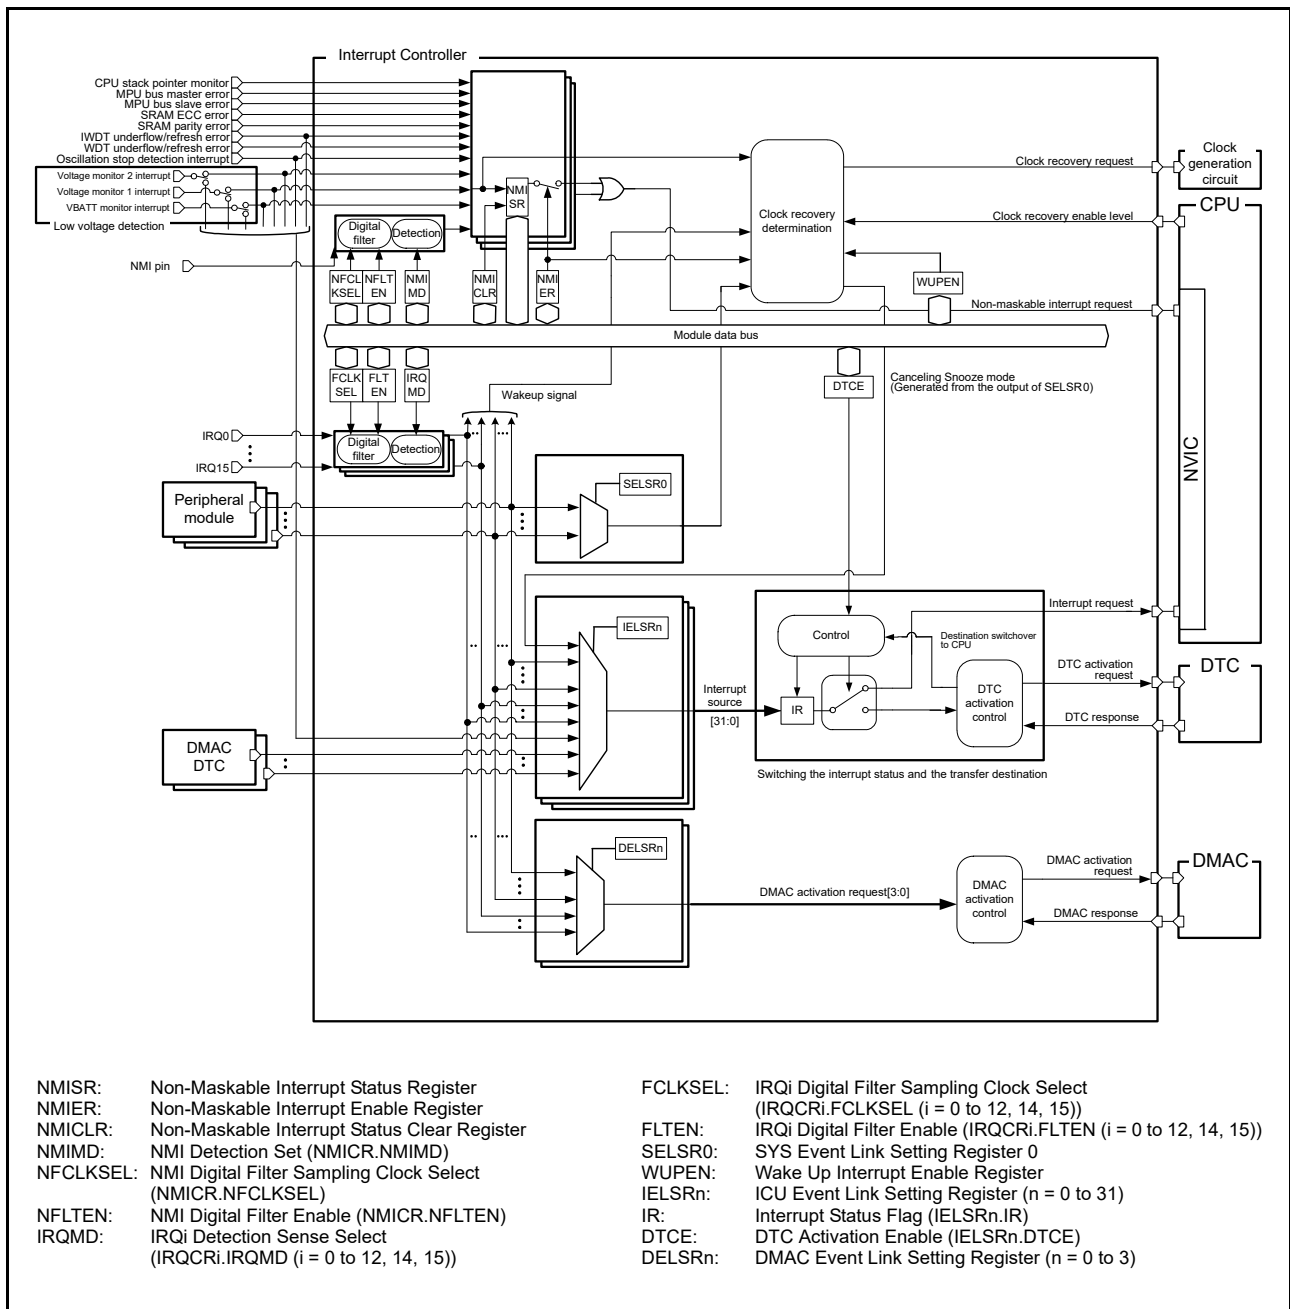 Interrupt Controller
CPU stack pointer monitor
MPU bus master error
MPU bus slave error
SRAM ECC error
SRAM parity error
IWDT underflow/refresh error
WDT underflow/refresh error
Oscillation stop detection interrupt
Voltage monitor 2 interrupt
Voltage monitor 1 interrupt
VBATT monitor interrupt
Low voltage detection
NMI pin
Digital
filter
Detection
NMI
SR
NFCL
KSEL
NFLT
EN
NMI
MD
NMI
CLR
NMI
ER
Clock recovery
determination
WUPEN
Clock recovery request
Clock recovery enable level
Non-maskable interrupt request
Clock
generation
circuit
CPU
NVIC
Module data bus
FCLK
SEL
FLT
EN
IRQ
MD
Wakeup signal
DTCE
Canceling Snooze mode
(Generated from the output of SELSR0)
IRQ0
IRQ15
Digital
filter
Detection
Peripheral
module
SELSR0
IELSRn
Interrupt
source
[31:0]
Control
IR
Destination switchover
to CPU
DTC
activation
control
Interrupt request
DTC activation
request
DTC response
DTC
Switching the interrupt status and the transfer destination
DMAC
DTC
DELSRn
DMAC activation request[3:0]
DMAC
activation
control
DMAC activation
request
DMAC response
DMAC
NMISR: Non-Maskable Interrupt Status Register
NMIER: Non-Maskable Interrupt Enable Register
NMICLR: Non-Maskable Interrupt Status Clear Register
NMIMD: NMI Detection Set (NMICR.NMIMD)
NFCLKSEL: NMI Digital Filter Sampling Clock Select
(NMICR.NFCLKSEL)
NFLTEN: NMI Digital Filter Enable (NMICR.NFLTEN)
IRQMD: IRQi Detection Sense Select
(IRQCRi.IRQMD (i = 0 to 12, 14, 15))
FCLKSEL: IRQi Digital Filter Sampling Clock Select
(IRQCRi.FCLKSEL (i = 0 to 12, 14, 15))
FLTEN: IRQi Digital Filter Enable (IRQCRi.FLTEN (i = 0 to 12, 14, 15))
SELSR0: SYS Event Link Setting Register 0
WUPEN: Wake Up Interrupt Enable Register
IELSRn: ICU Event Link Setting Register (n = 0 to 31)
IR: Interrupt Status Flag (IELSRn.IR)
DTCE: DTC Activation Enable (IELSRn.DTCE)
DELSRn: DMAC Event Link Setting Register (n = 0 to 3)